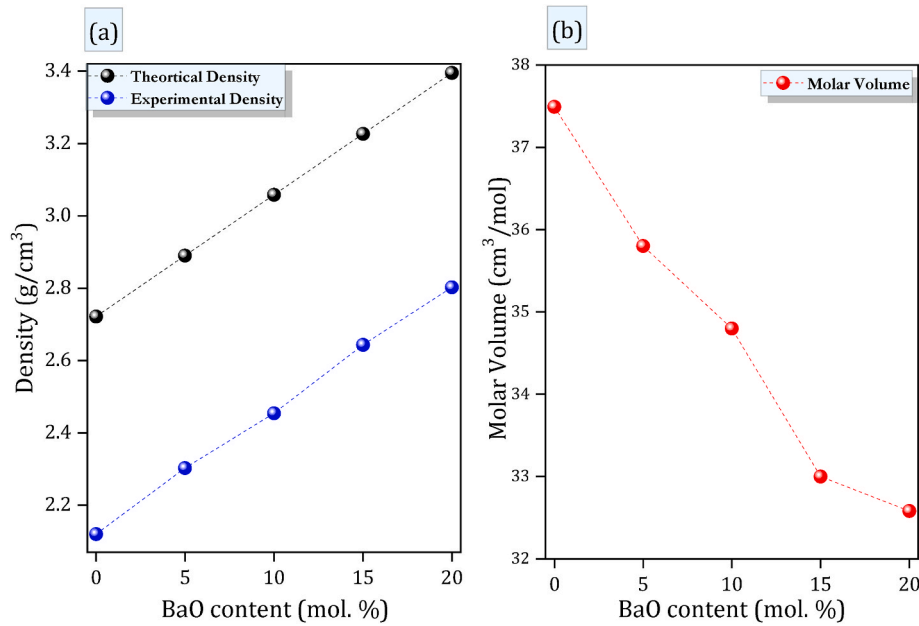 (a)
Theortical Density
Experimental Density
3.4
3.2
3.0
2.8
2.6
2.4
2.2
Density (g/cm³)
0 5 10 15 20
BaO content (mol. %)
(b)
Molar Volume
38
37
36
35
34
33
32
Molar Volume (cm³/mol)
0 5 10 15 20
BaO content (mol. %)